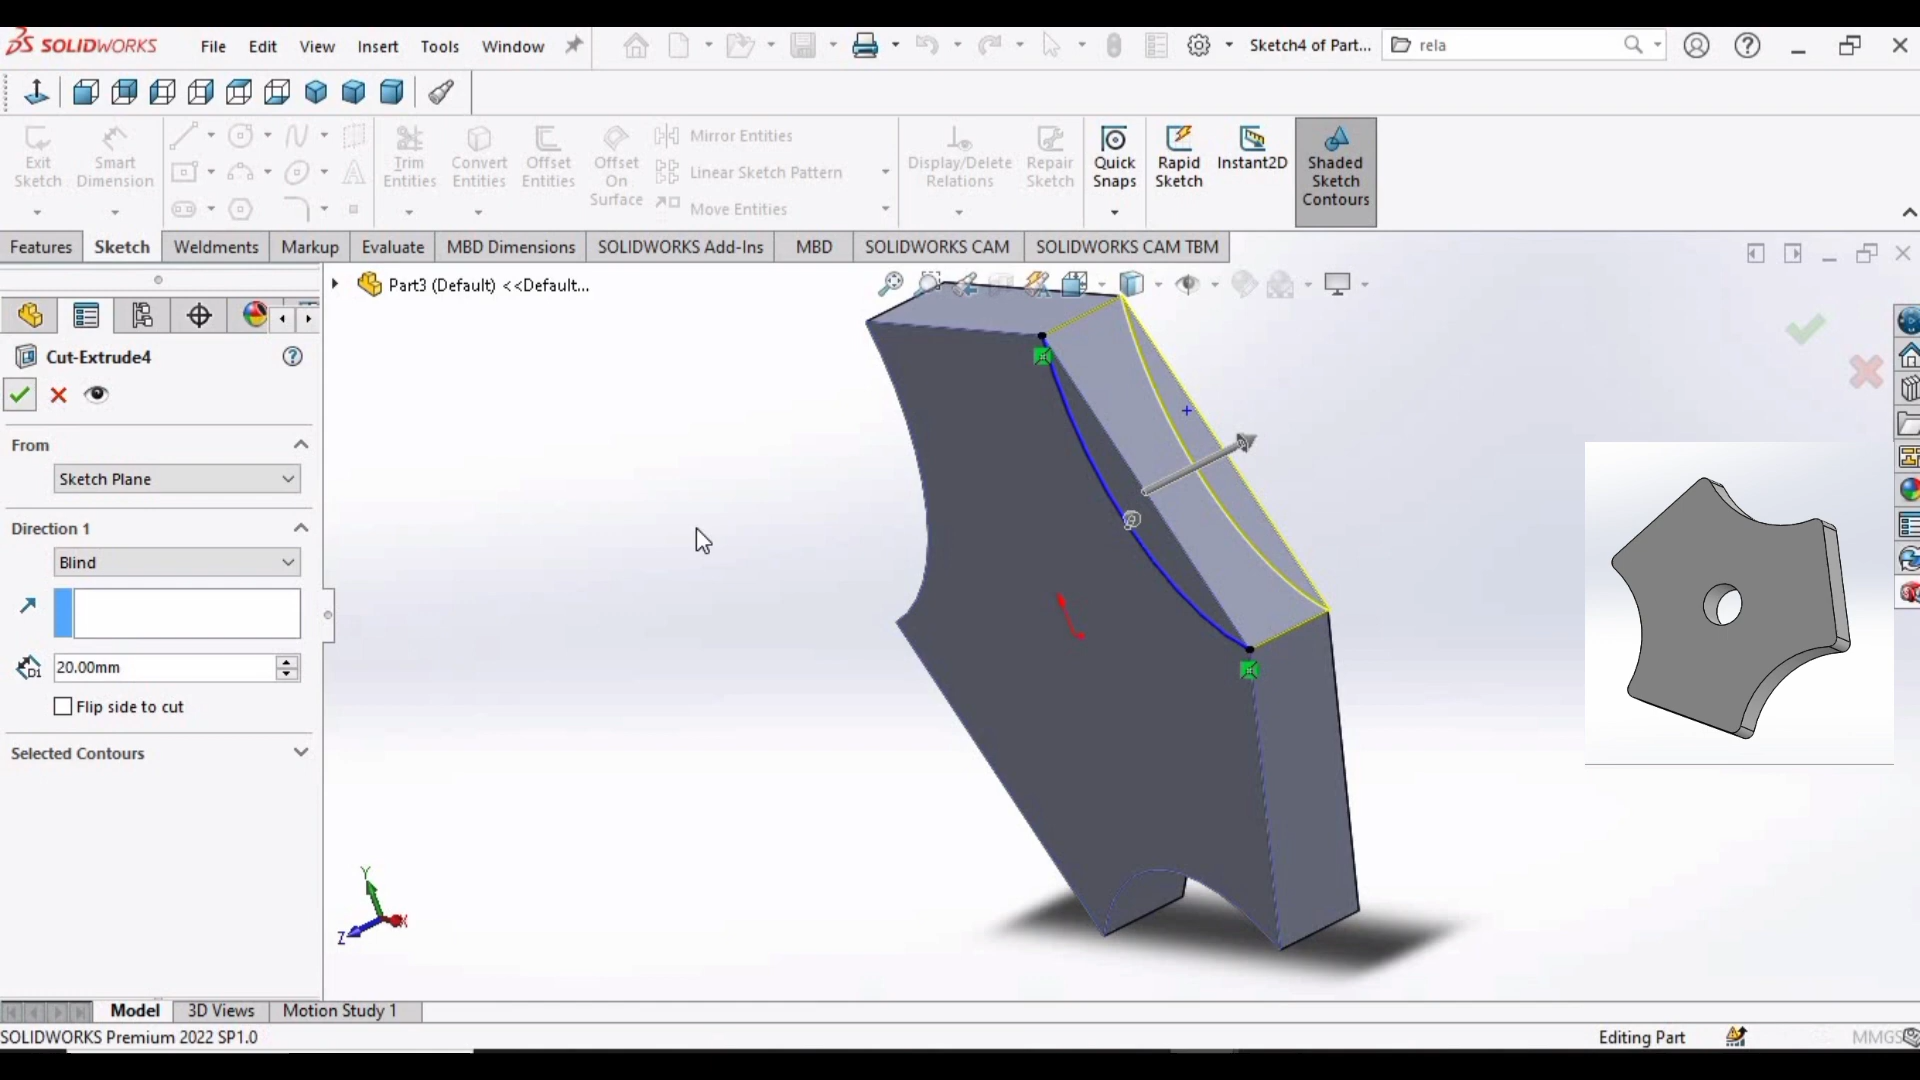 SOLIDWORKS File Edit View Insert Tools Window Sketch4 of Part... rela
Exit Sketch
Smart Dimension
Trim Entities
Convert Entities
Offset Entities
Offset On Surface
Mirror Entities
Linear Sketch Pattern
Move Entities
Display/Delete Relations
Repair Sketch
Quick Snaps
Rapid Sketch
Instant2D
Shaded Sketch Contours
Features Sketch Weldments Markup Evaluate MBD Dimensions SOLIDWORKS Add-Ins MBD SOLIDWORKS CAM SOLIDWORKS CAM TBM
Part3 (Default) <<Default...
Cut-Extrude4
From
Sketch Plane
Direction 1
Blind
D1 20.00mm
Flip side to cut
Selected Contours
Y
X
Z
Model 3D Views Motion Study 1
SOLIDWORKS Premium 2022 SP1.0 Editing Part MMGS